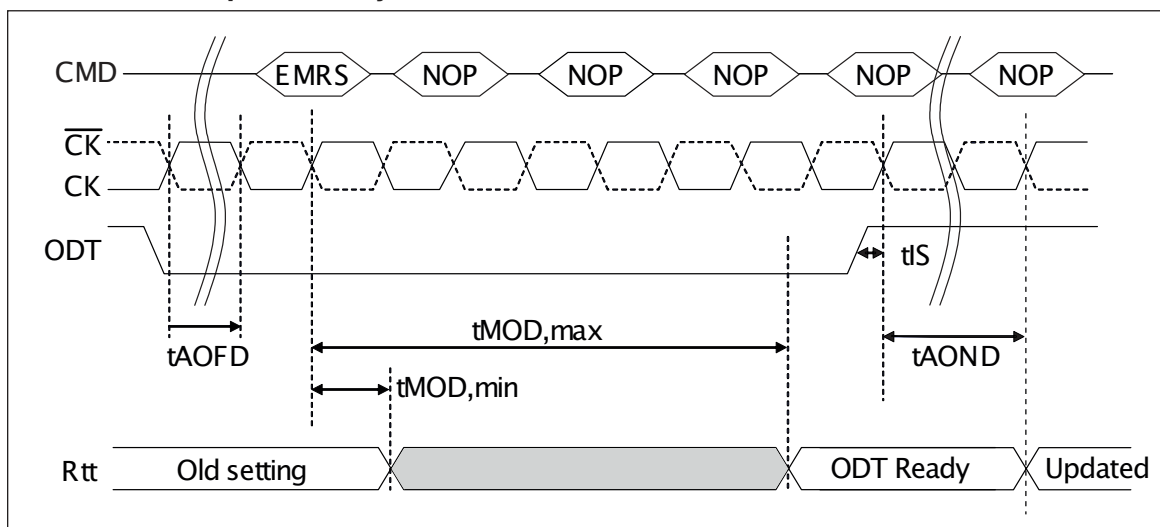 CMD EMRS NOP NOP NOP NOP NOP
CK
CK
ODT
tIS
tAOFD
tMOD,max
tAOND
tMOD,min
Rtt Old setting ODT Ready Updated